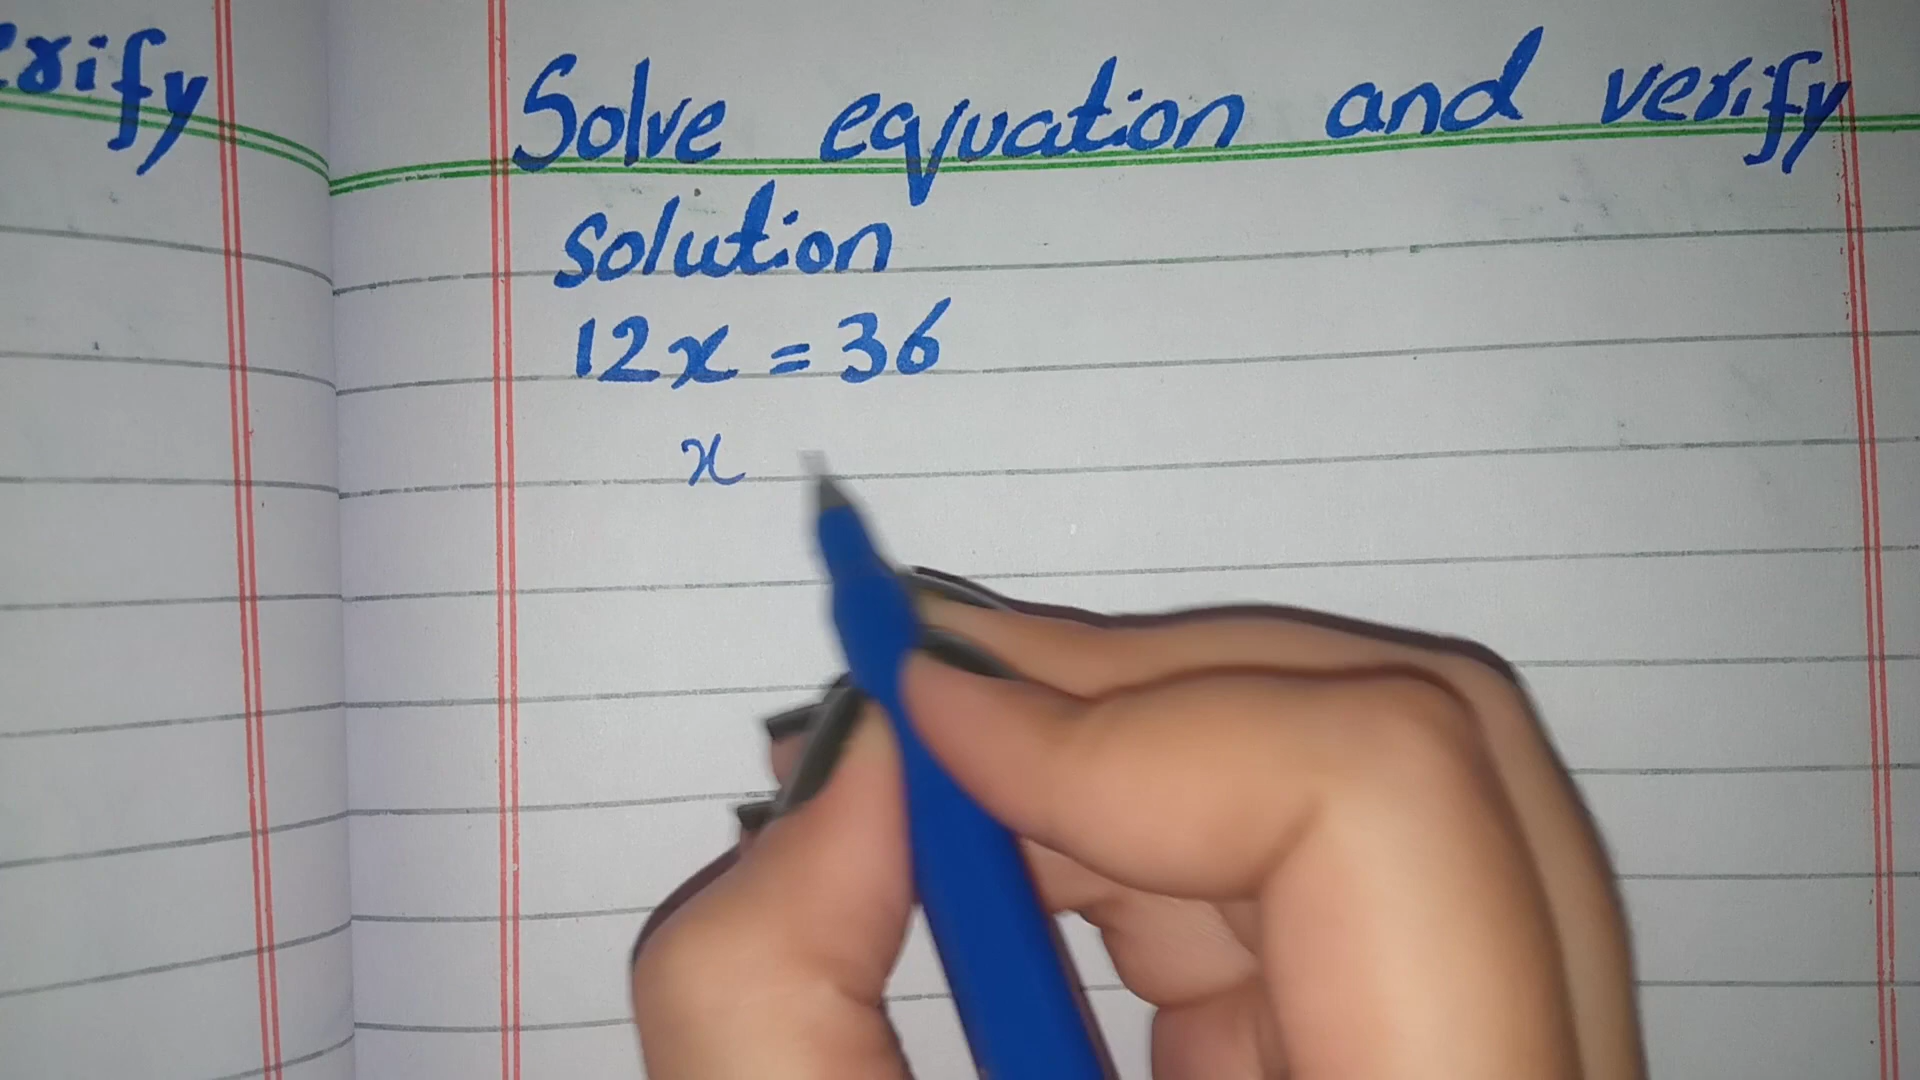 erify
Solve equation and verify
solution
12x = 36
x